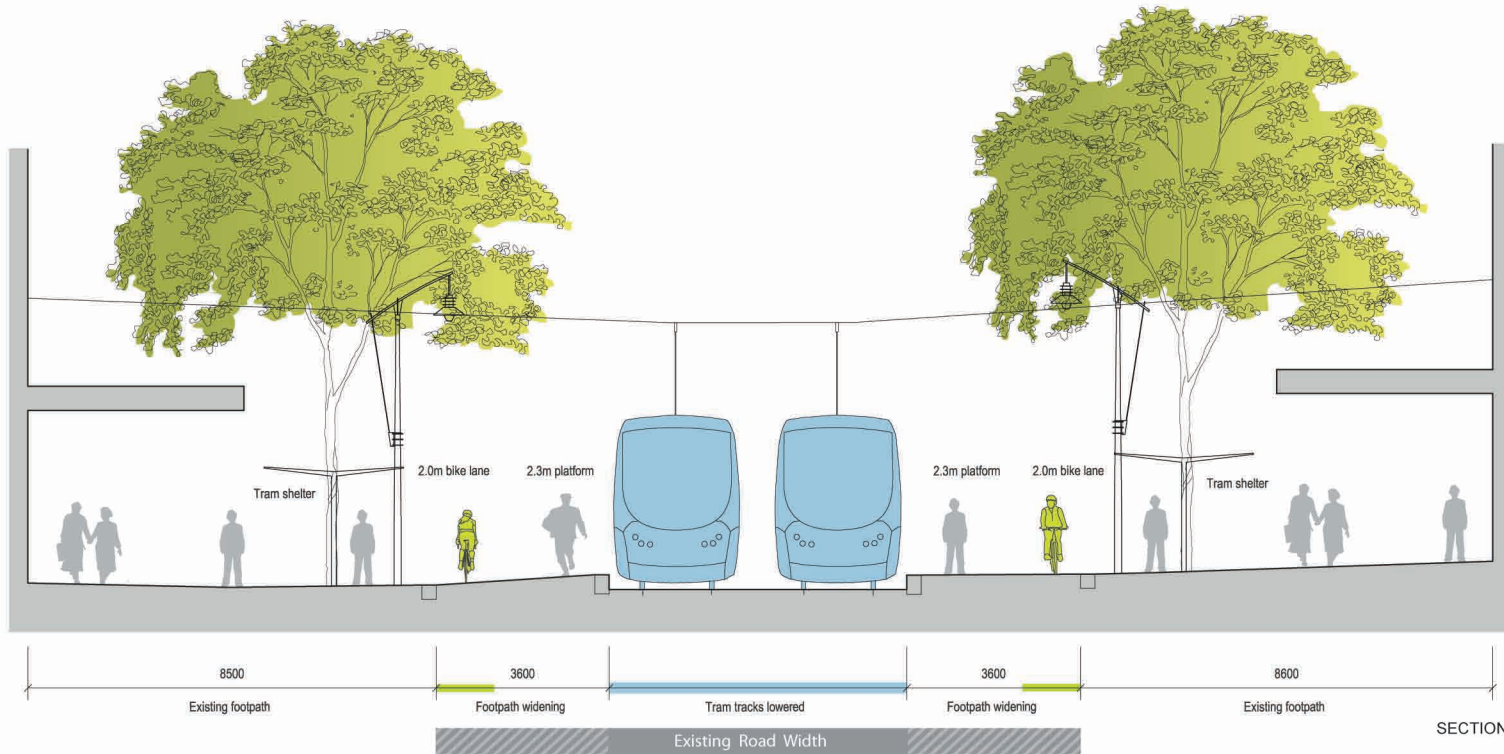 2.0m bike lane
2.3m platform
2.3m platform
2.0m bike lane
Tram shelter
Tram shelter
8500
3600
3600
8600
Existing footpath
Footpath widening
Tram tracks lowered
Footpath widening
Existing footpath
SECTION
Existing Road Width